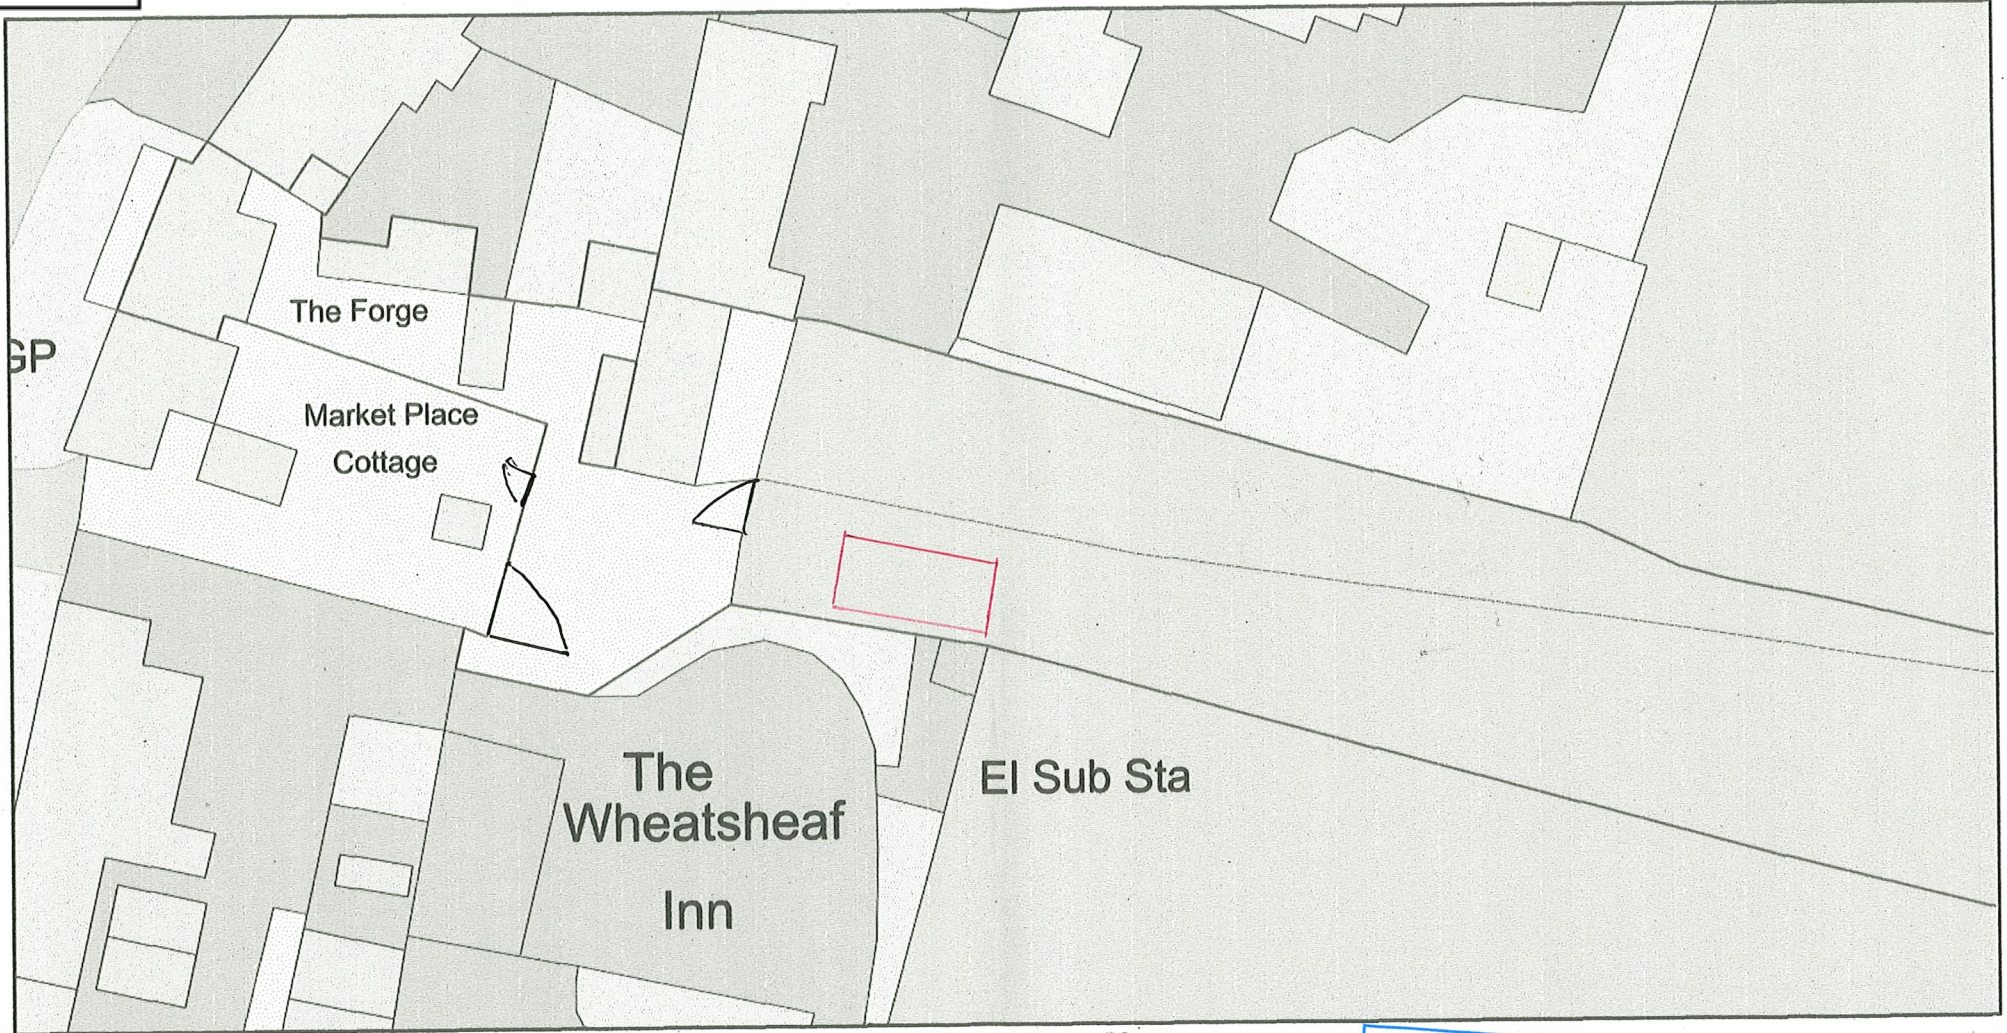 The Forge
GP
Market Place
Cottage
The
Wheatsheaf
Inn
El Sub Sta